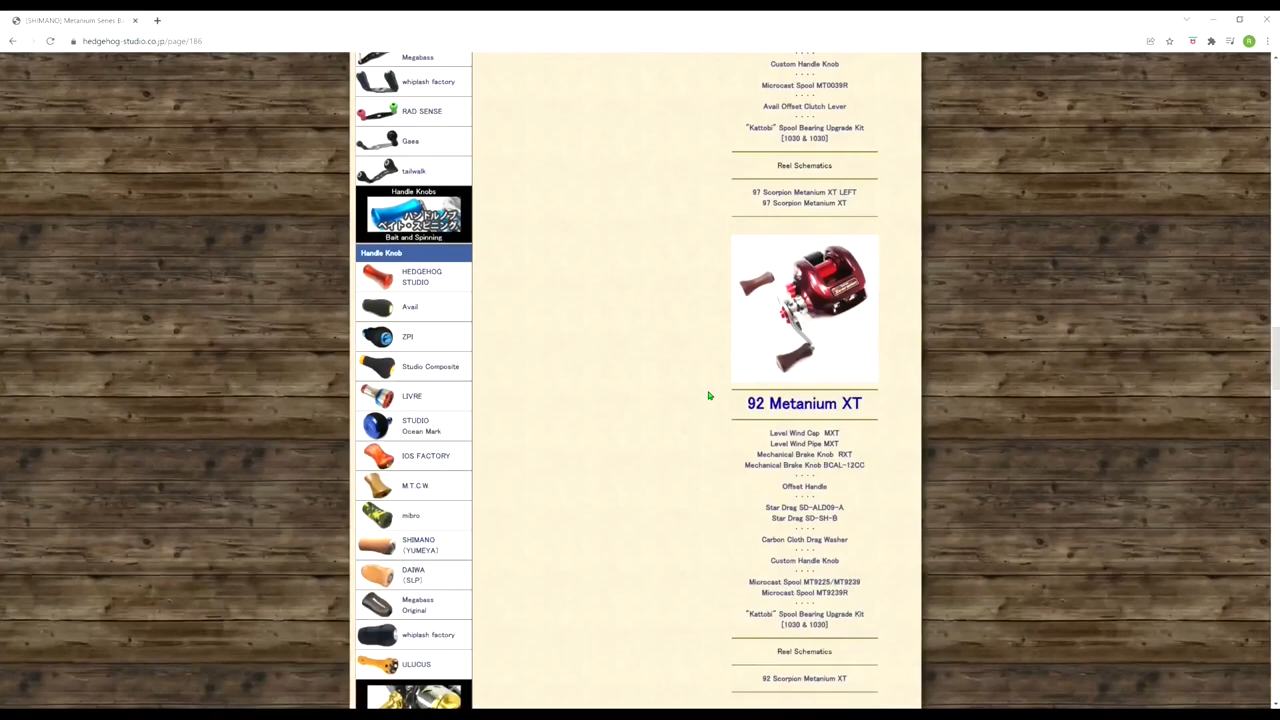 [SHIMANO] Metanium Series B
hedgehog-studio.co.jp/page/186
R
Megabass
whiplash factory
RAD SENSE
Gaea
tailwalk
Handle Knobs
ハンドルノブ
ベイト・スピニング
Bait and Spinning
Handle Knob
HEDGEHOG
STUDIO
Avail
ZPI
Studio Composite
LIVRE
STUDIO
Ocean Mark
IOS FACTORY
M.T.C.W.
mibro
SHIMANO
(YUMEYA)
DAIWA
(SLP)
Megabass
Original
whiplash factory
ULUCUS
Custom Handle Knob
Microcast Spool MT0039R
Avail Offset Clutch Lever
"Kattobi" Spool Bearing Upgrade Kit
[1030 & 1030]
Reel Schematics
97 Scorpion Metanium XT LEFT
97 Scorpion Metanium XT
92 Metanium XT
Level Wind Cap MXT
Level Wind Pipe MXT
Mechanical Brake Knob RXT
Mechanical Brake Knob BCAL-12CC
Offset Handle
Star Drag SD-ALD09-A
Star Drag SD-SH-B
Carbon Cloth Drag Washer
Custom Handle Knob
Microcast Spool MT9225/MT9239
Microcast Spool MT9239R
"Kattobi" Spool Bearing Upgrade Kit
[1030 & 1030]
Reel Schematics
92 Scorpion Metanium XT